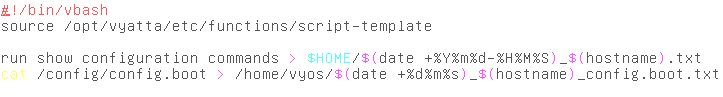 #!/bin/vbash
source /opt/vyatta/etc/functions/script-template

run show configuration commands > $HOME/$(date +%Y%m%d-%H%M%S)_$(hostname).txt
cat /config/config.boot > /home/vyos/$(date +%d%m%s)_$(hostname)_config.boot.txt